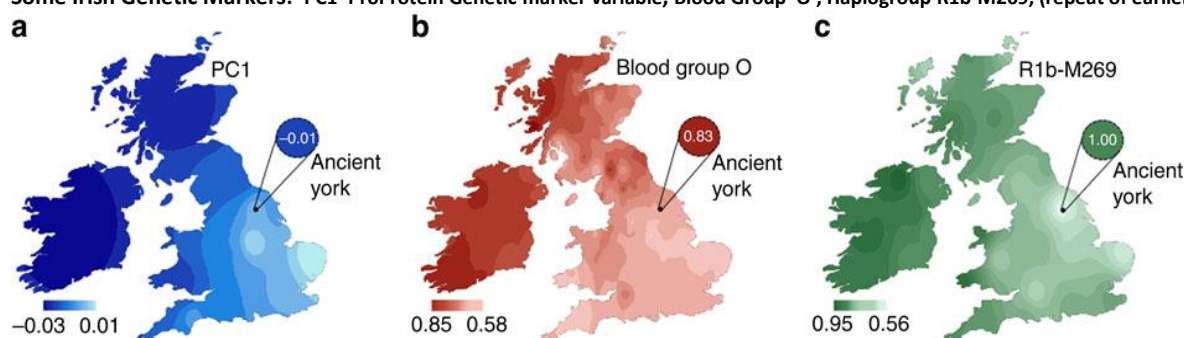 Some Irish Genetic Markers: 'PC1' Protein Genetic marker variable; Blood Group 'O'; Haplogroup R1b-M269; (repeat of earlier
a
PC1
–0.01
Ancient
york
–0.03 0.01
b
Blood group O
0.83
Ancient
york
0.85 0.58
c
R1b-M269
1.00
Ancient
york
0.95 0.56